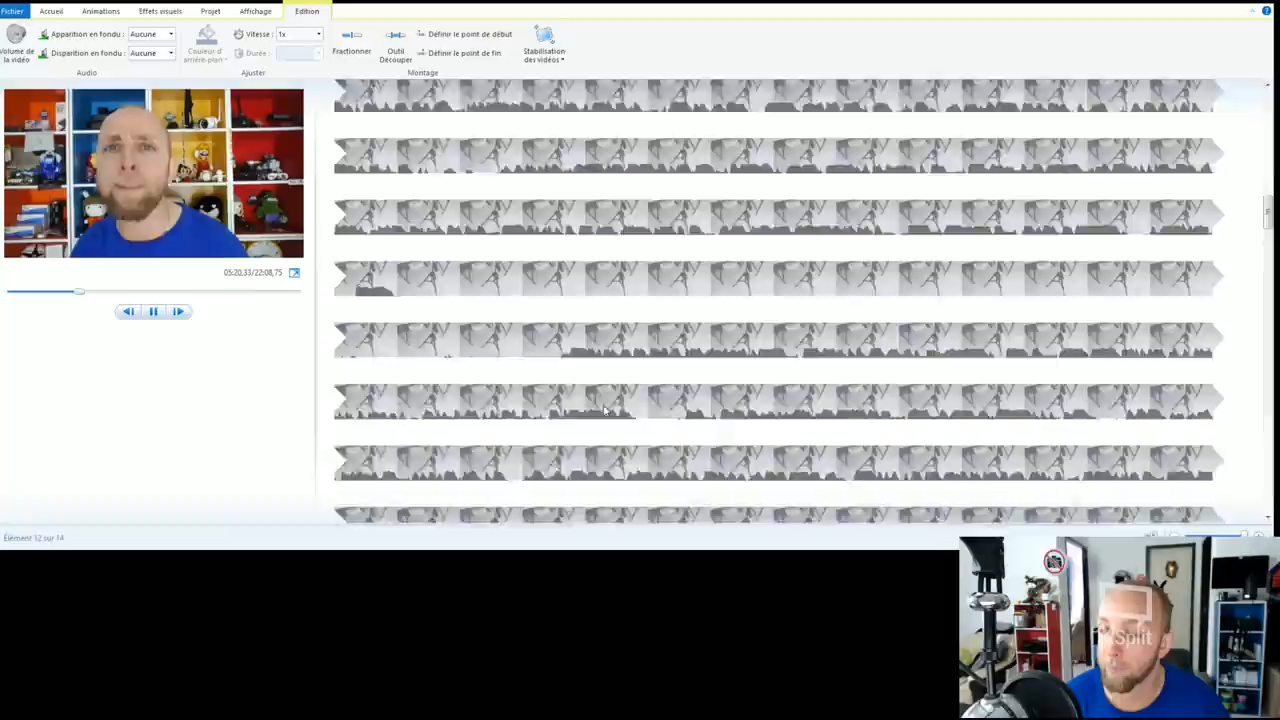 Fichier Accueil Animations Effets visuels Projet Affichage Edition
Volume de la vidéo
Apparition en fondu : Aucune
Disparition en fondu : Aucune
Audio
Couleur d'arrière-plan
Vitesse : 1x
Durée :
Ajuster
Fractionner
Outil Découper
Définir le point de début
Définir le point de fin
Montage
Stabilisation des vidéos
05:20,33/22:08,75
Élément 12 sur 14
Split